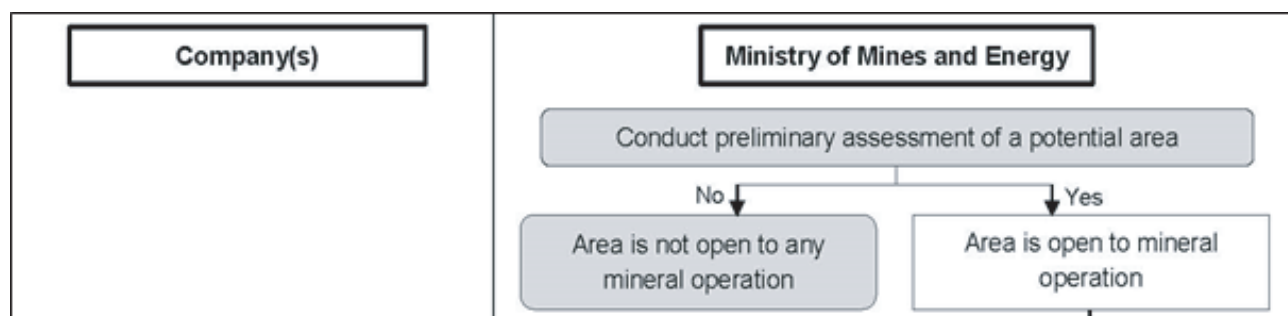 Company(s)
Ministry of Mines and Energy
Conduct preliminary assessment of a potential area
No
Yes
Area is not open to any
mineral operation
Area is open to mineral
operation